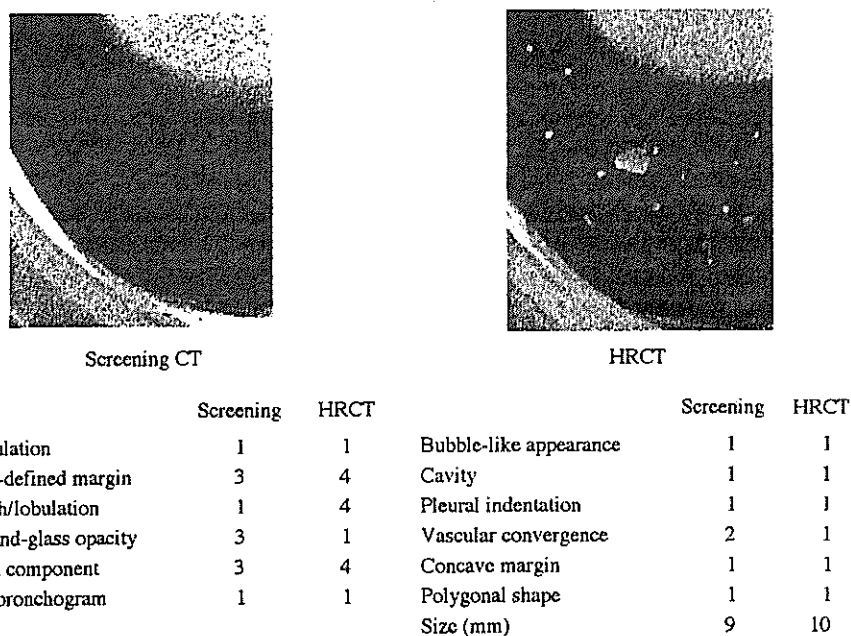 Screening CT
HRCT
Screening HRCT
1 1
-defined margin 3 4
/lobulation 1 4
nd-glass opacity 3 1
component 3 4
bronchogram 1 1
Screening HRCT
Bubble-like appearance 1 1
Cavity 1 1
Pleural indentation 1 1
Vascular convergence 2 1
Concave margin 1 1
Polygonal shape 1 1
Size (mm) 9 10